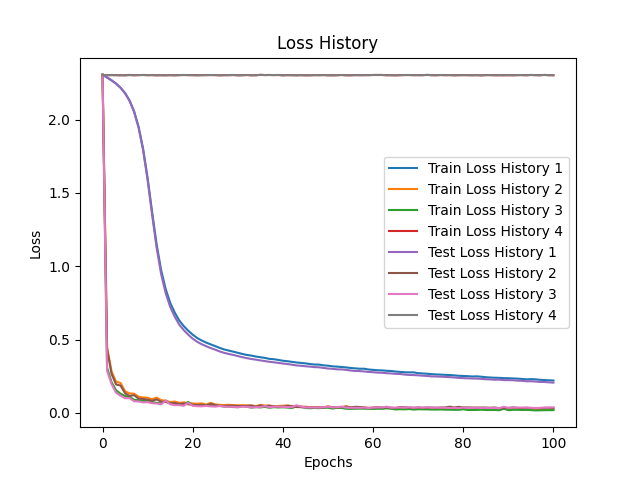 Loss History
2.0
1.5
1.0
0.5
0.0
Loss
Train Loss History 1
Train Loss History 2
Train Loss History 3
Train Loss History 4
Test Loss History 1
Test Loss History 2
Test Loss History 3
Test Loss History 4
0 20 40 60 80 100
Epochs